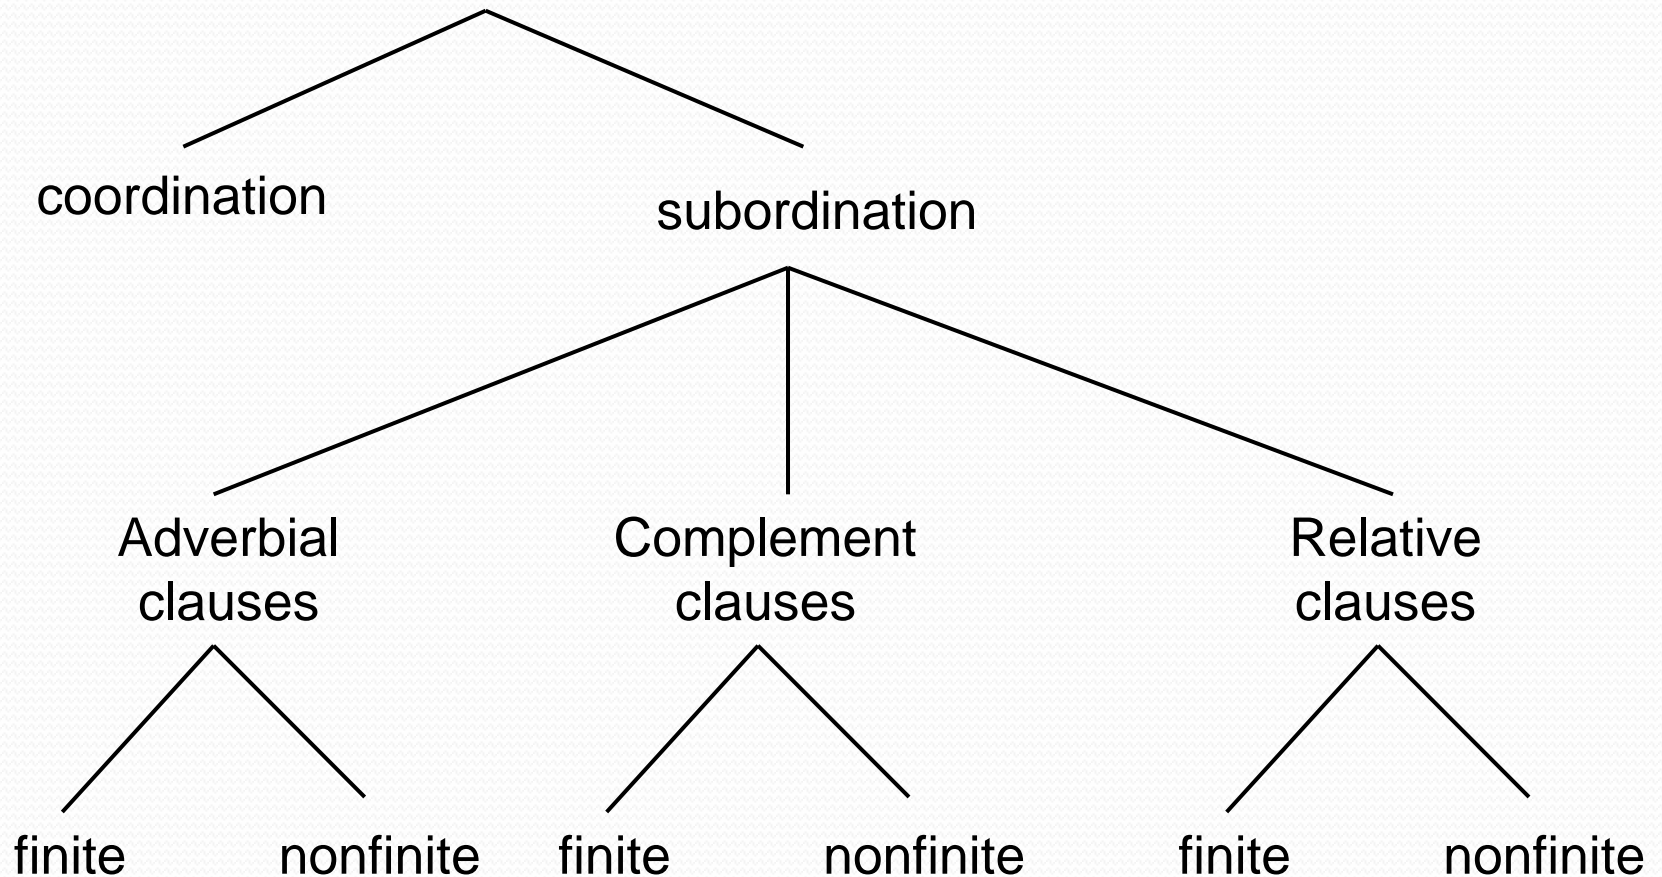 coordination
subordination
Adverbial
clauses
Complement
clauses
Relative
clauses
finite
nonfinite
finite
nonfinite
finite
nonfinite